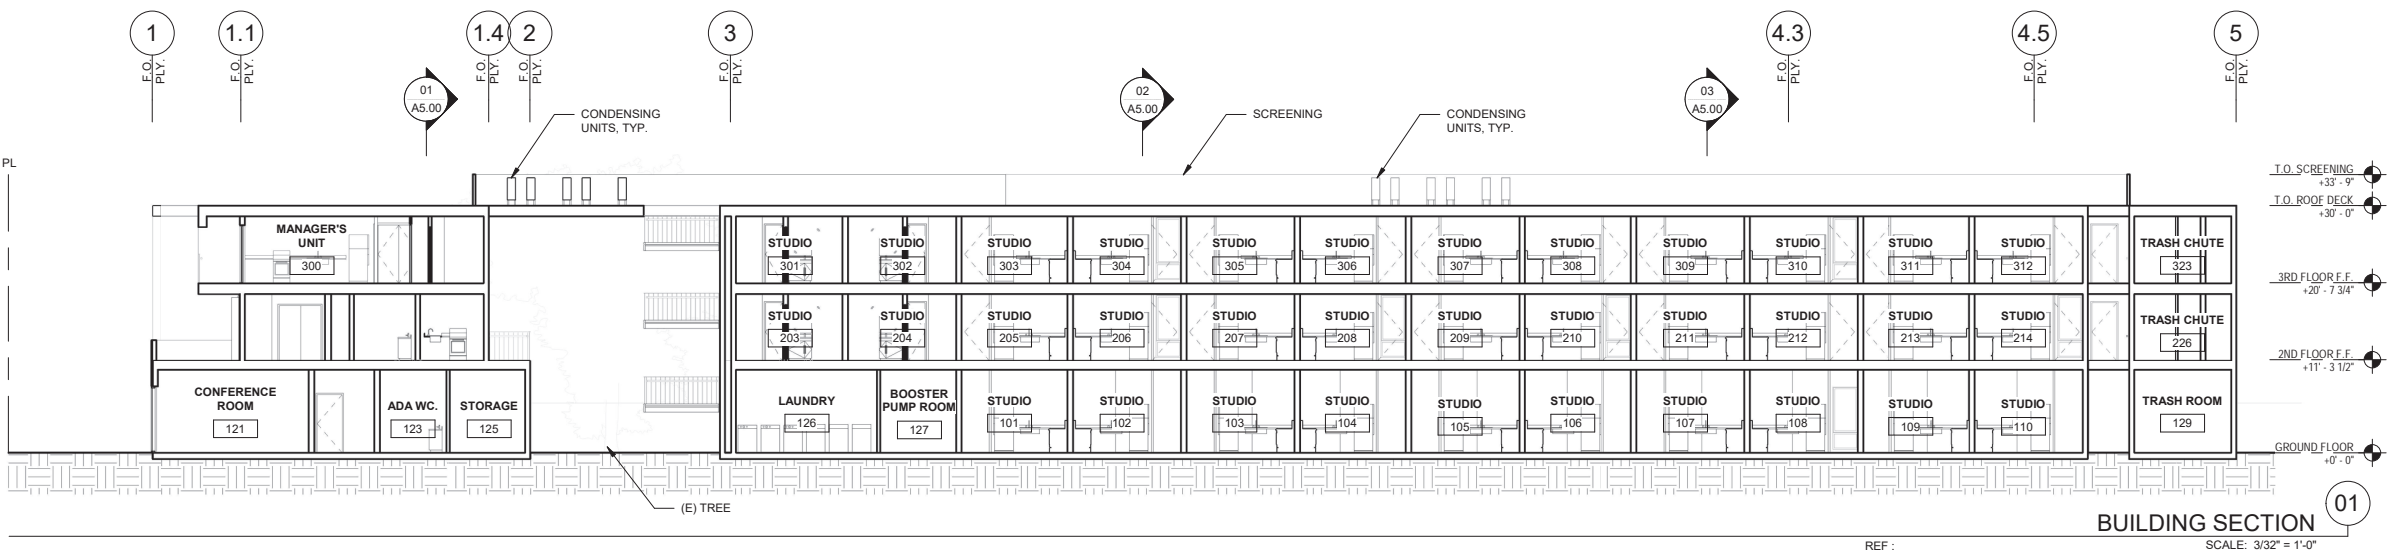 1
1.1
1.4
2
3
4.3
4.5
5
F.O.
PLY.
F.O.
PLY.
F.O.
PLY.
F.O.
PLY.
F.O.
PLY.
F.O.
PLY.
F.O.
PLY.
F.O.
PLY.
01
A5.00
02
A5.00
03
A5.00
CONDENSING
UNITS, TYP.
SCREENING
CONDENSING
UNITS, TYP.
PL
T.O. SCREENING
+33' - 9"
T.O. ROOF DECK
+30' - 0"
MANAGER'S
UNIT
300
STUDIO
301
STUDIO
302
STUDIO
303
STUDIO
304
STUDIO
305
STUDIO
306
STUDIO
307
STUDIO
308
STUDIO
309
STUDIO
310
STUDIO
311
STUDIO
312
TRASH CHUTE
323
3RD FLOOR F.F.
+20' - 7 3/4"
STUDIO
203
STUDIO
204
STUDIO
205
STUDIO
206
STUDIO
207
STUDIO
208
STUDIO
209
STUDIO
210
STUDIO
211
STUDIO
212
STUDIO
213
STUDIO
214
TRASH CHUTE
226
2ND FLOOR F.F.
+11' - 3 1/2"
CONFERENCE
ROOM
121
ADA WC.
123
STORAGE
125
LAUNDRY
126
BOOSTER
PUMP ROOM
127
STUDIO
101
STUDIO
102
STUDIO
103
STUDIO
104
STUDIO
105
STUDIO
106
STUDIO
107
STUDIO
108
STUDIO
109
STUDIO
110
TRASH ROOM
129
GROUND FLOOR
+0' - 0"
(E) TREE
BUILDING SECTION
01
REF :
SCALE: 3/32" = 1'-0"